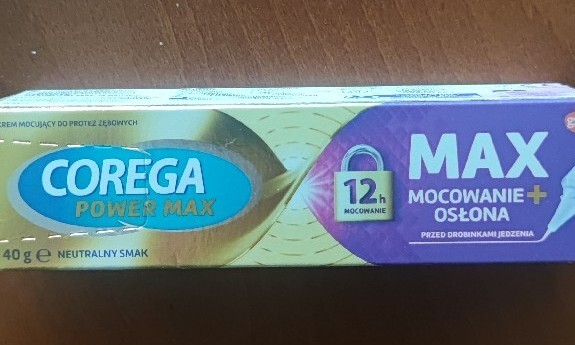 KREM MOCUJĄCY DO PROTEZ ZĘBOWYCH
COREGA
POWER MAX
40 g e NEUTRALNY SMAK
12h
MOCOWANIE
MAX
MOCOWANIE+
OSŁONA
PRZED DROBINKAMI JEDZENIA